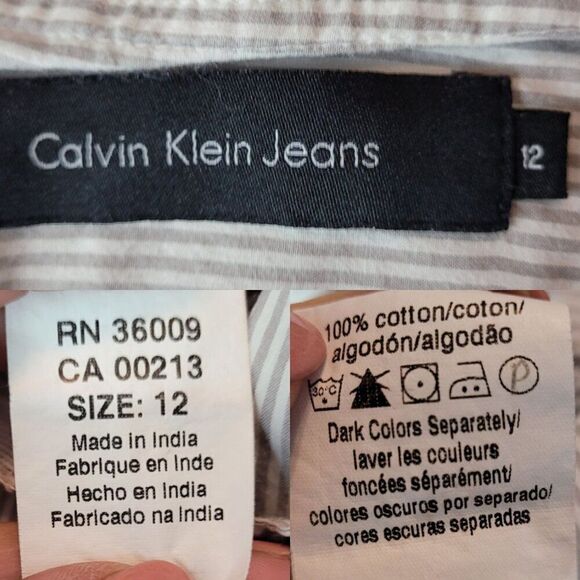 Calvin Klein Jeans
12
RN 36009
CA 00213
SIZE: 12
Made in India
Fabrique en Inde
Hecho en India
Fabricado na India
100% cotton/coton/
algodón/algodão
30°C
P
Dark Colors Separately/
laver les couleurs
foncées séparément/
colores oscuros por separado/
cores escuras separadas